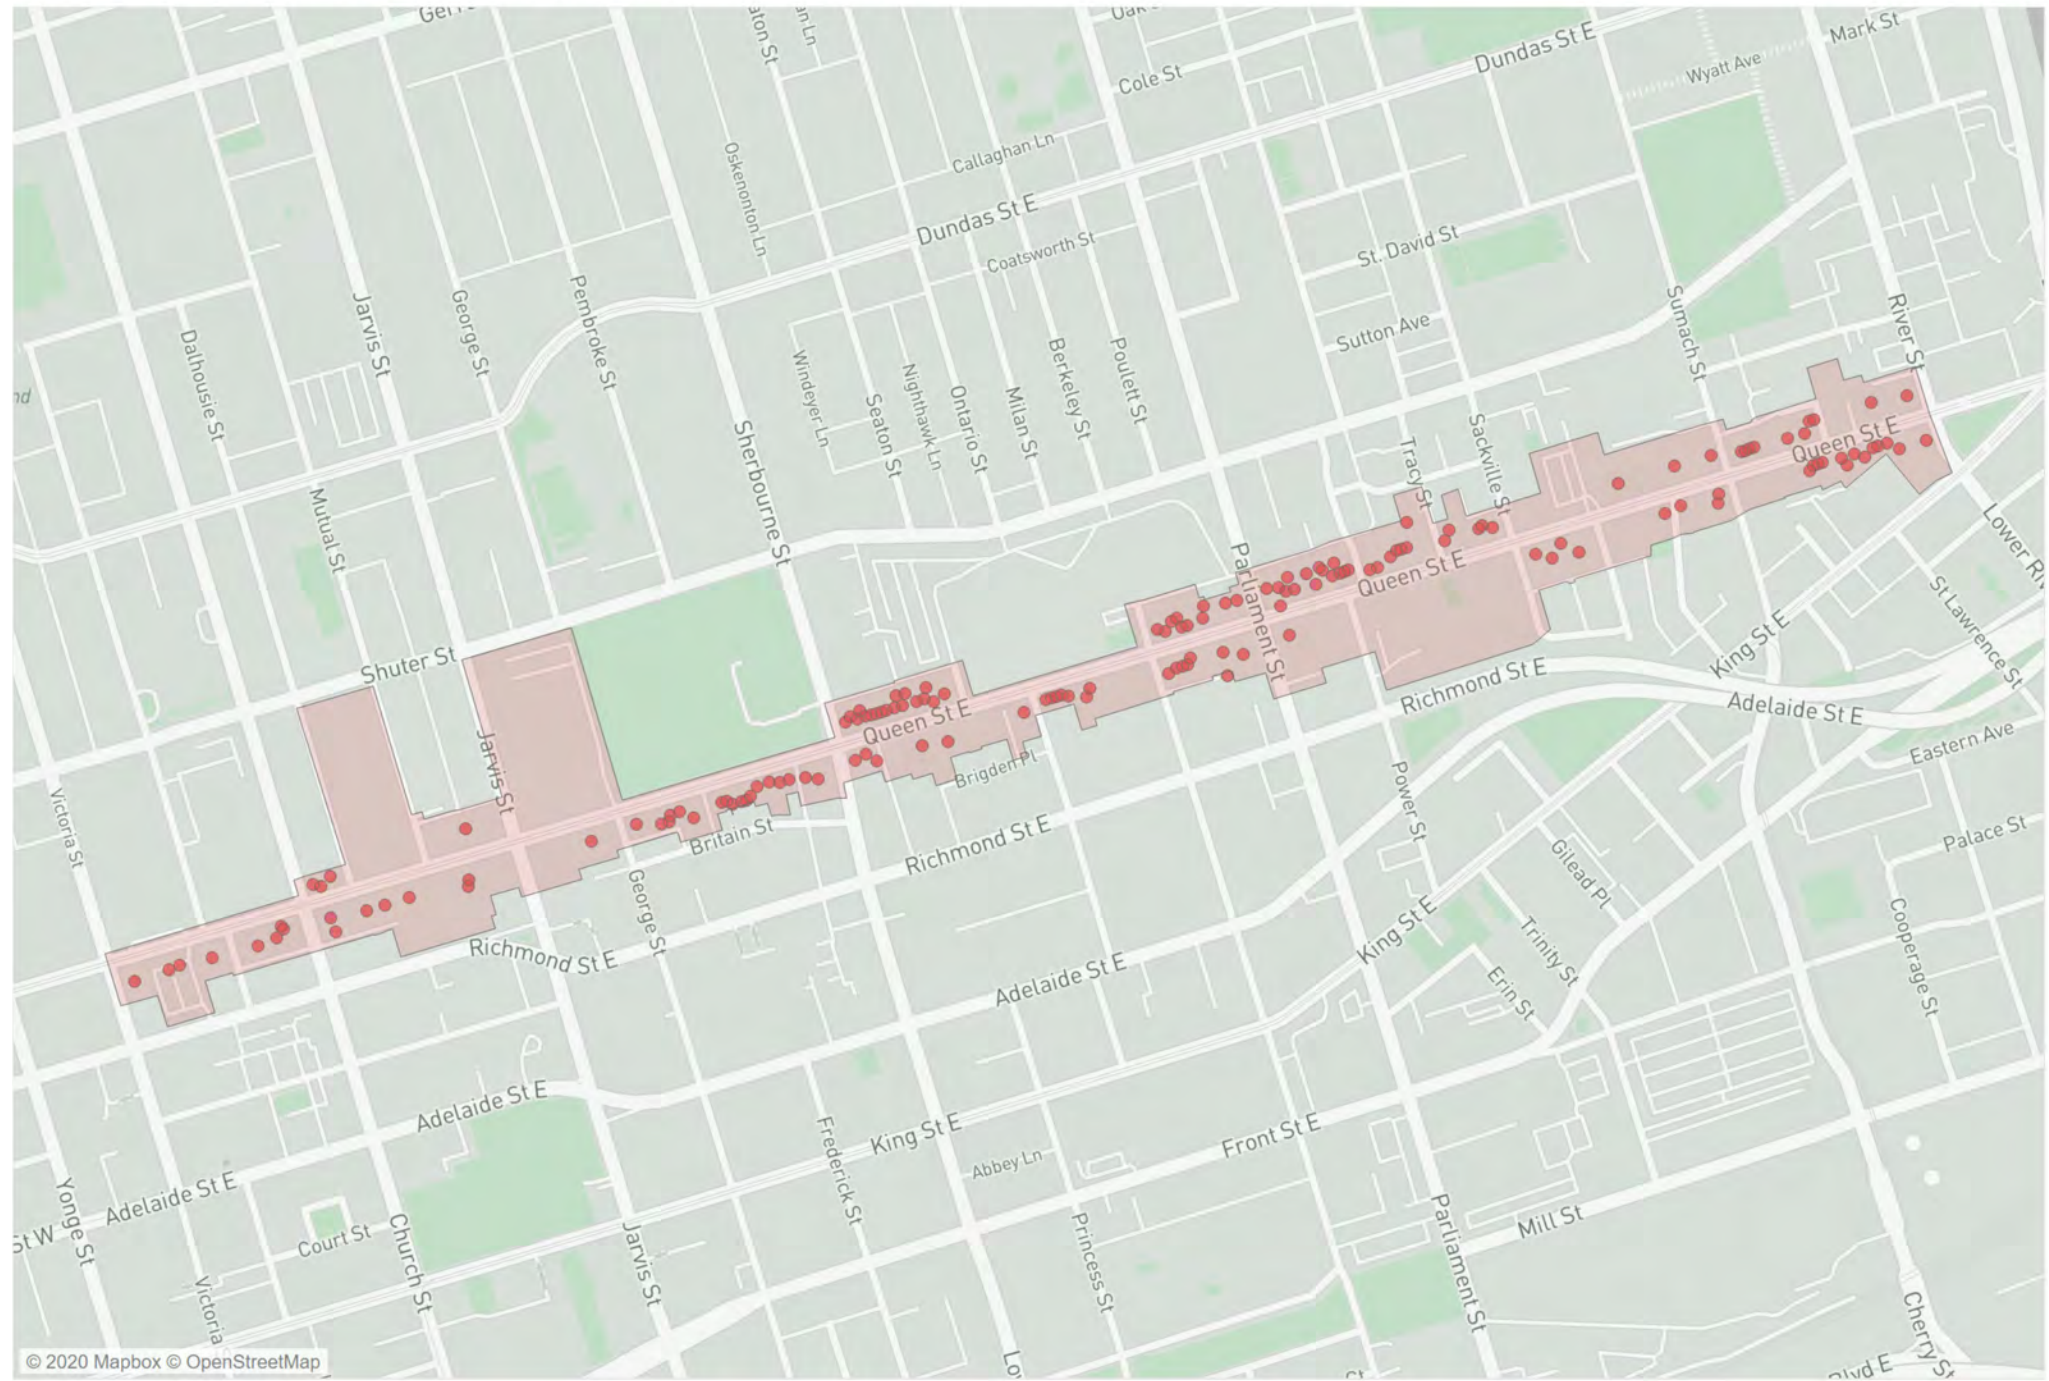 Mark St
Dundas St E
Wyatt Ave
Cole St
Callaghan Ln
Oskenonton Ln
Dundas St E
Coatsworth St
St. David St
Jarvis St
George St
Pembroke St
Dalhousie St
Sutton Ave
Sumach St
River St
Windeyer Ln
Seaton St
Nighthawk Ln
Ontario St
Milan St
Berkeley St
Poulett St
Sherbourne St
Tracy St
Sackville St
Queen St E
Mutual St
Parliament St
Queen St E
Shuter St
King St E
St Lawrence St
Richmond St E
Adelaide St E
Eastern Ave
Queen St E
Jarvis St
Brigden Pl
Britain St
Victoria St
Power St
Palace St
Richmond St E
Gilead Pl
George St
Richmond St E
King St E
Trinity St
Cooperage St
Adelaide St E
Erin St
Adelaide St E
King St E
Frederick St
Abbey Ln
Front St E
Adelaide St E
Yonge St
St W
Court St
Church St
Jarvis St
Princess St
Parliament St
Mill St
Victoria
Cherry St
Blvd E
© 2020 Mapbox © OpenStreetMap